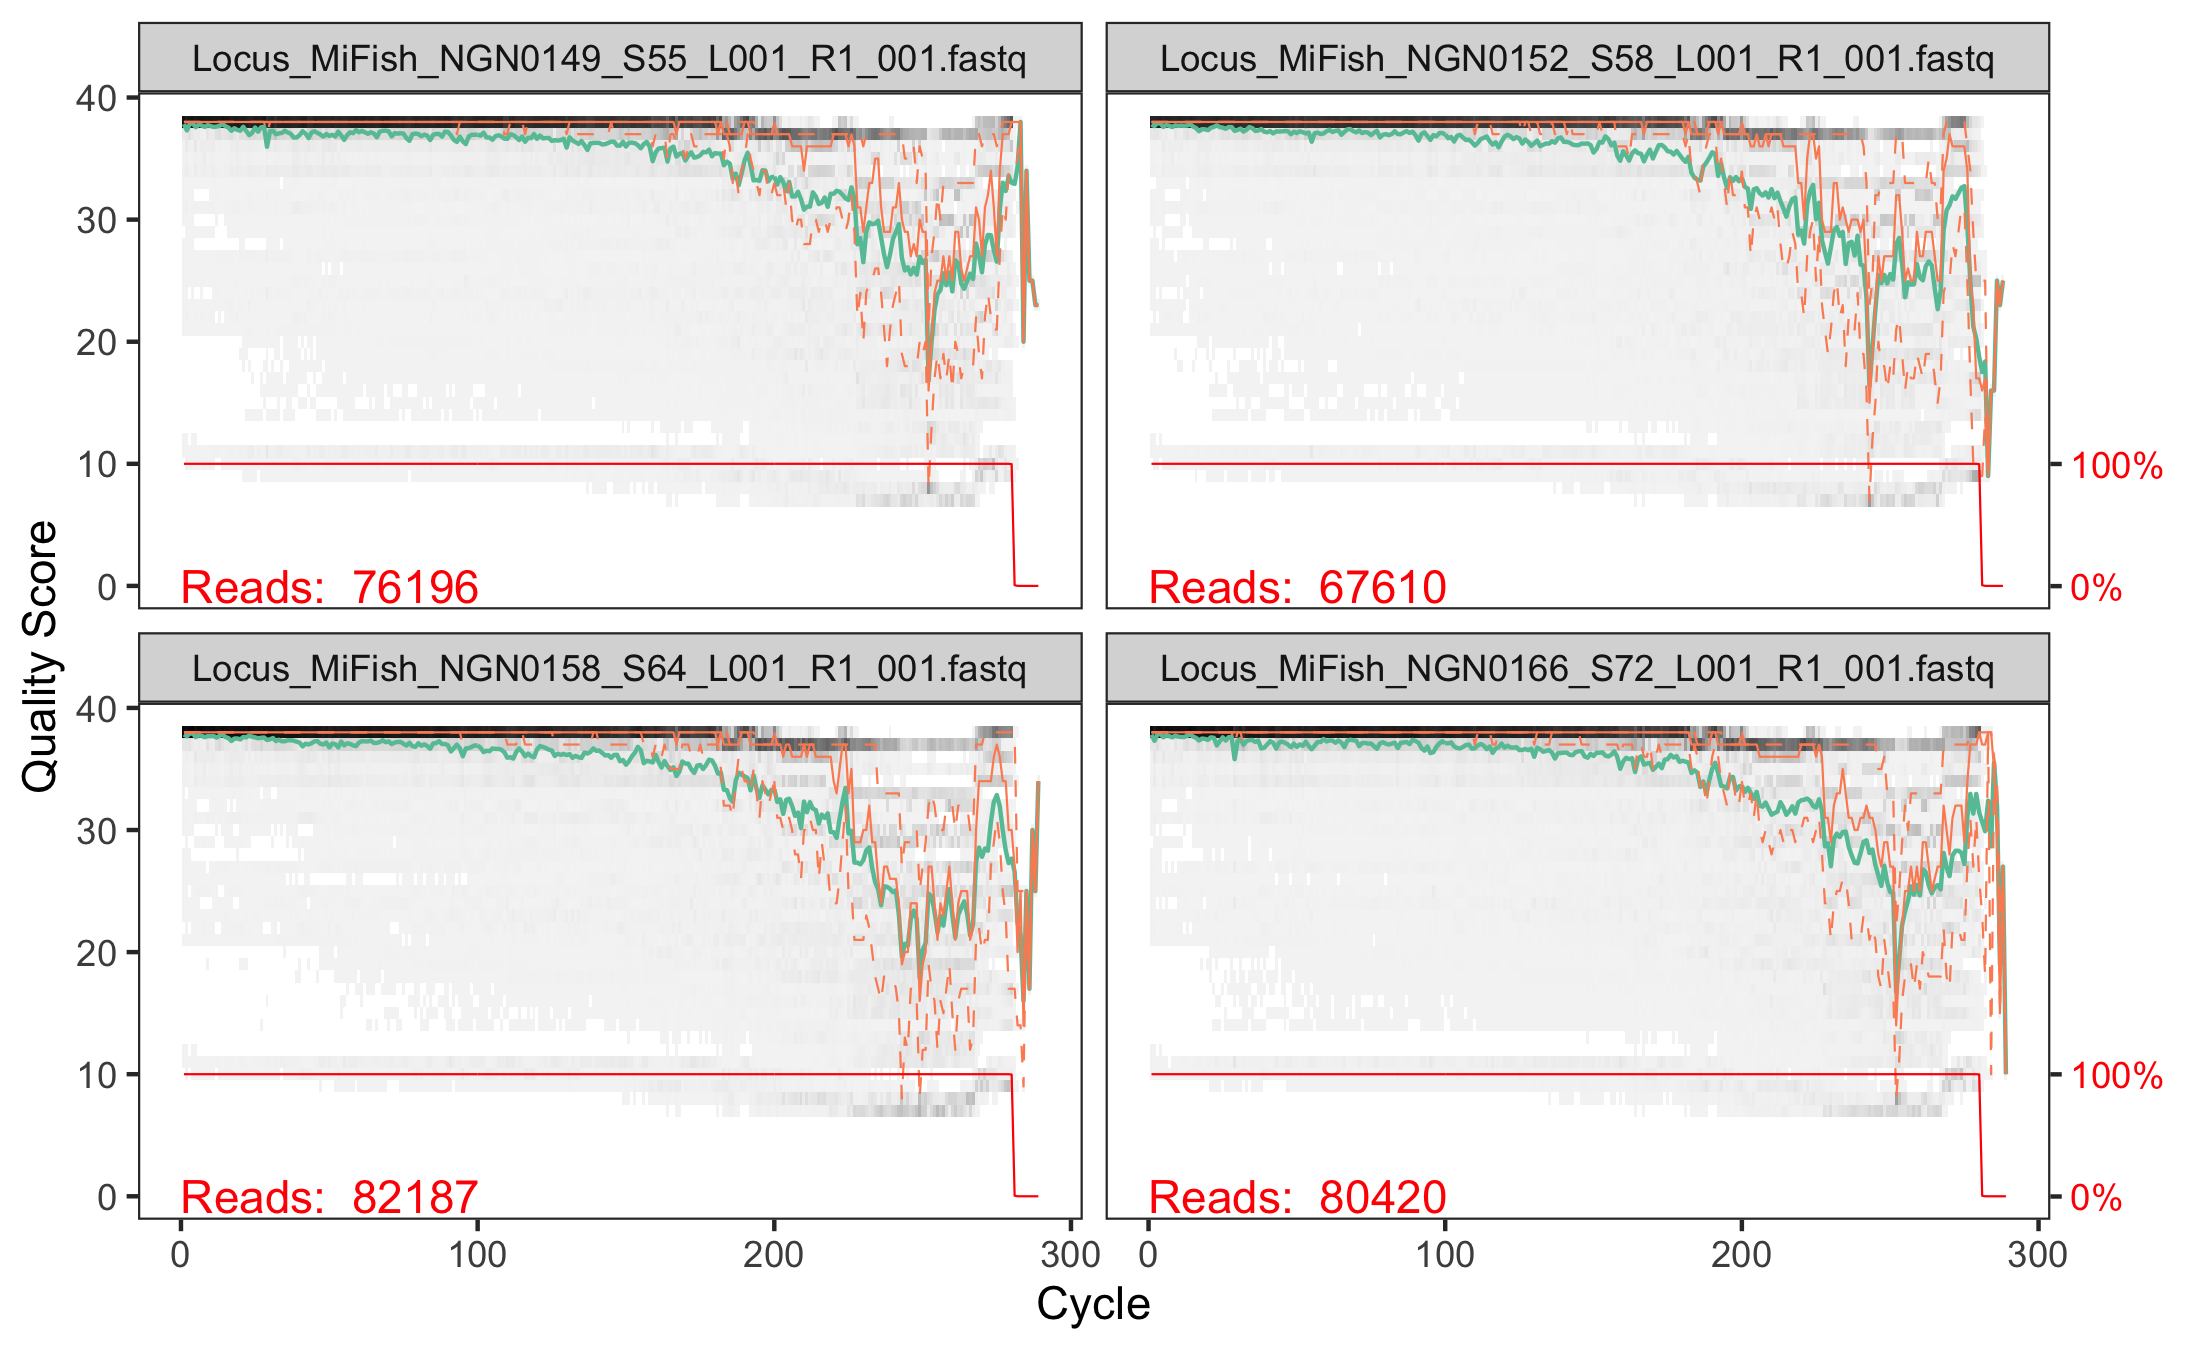 Locus_MiFish_NGN0149_S55_L001_R1_001.fastq
Locus_MiFish_NGN0152_S58_L001_R1_001.fastq
40
30
20
10
0
Reads: 76196
Reads: 67610
100%
0%
Quality Score
Locus_MiFish_NGN0158_S64_L001_R1_001.fastq
Locus_MiFish_NGN0166_S72_L001_R1_001.fastq
40
30
20
10
0
Reads: 82187
Reads: 80420
100%
0%
0 100 200 300
0 100 200 300
Cycle